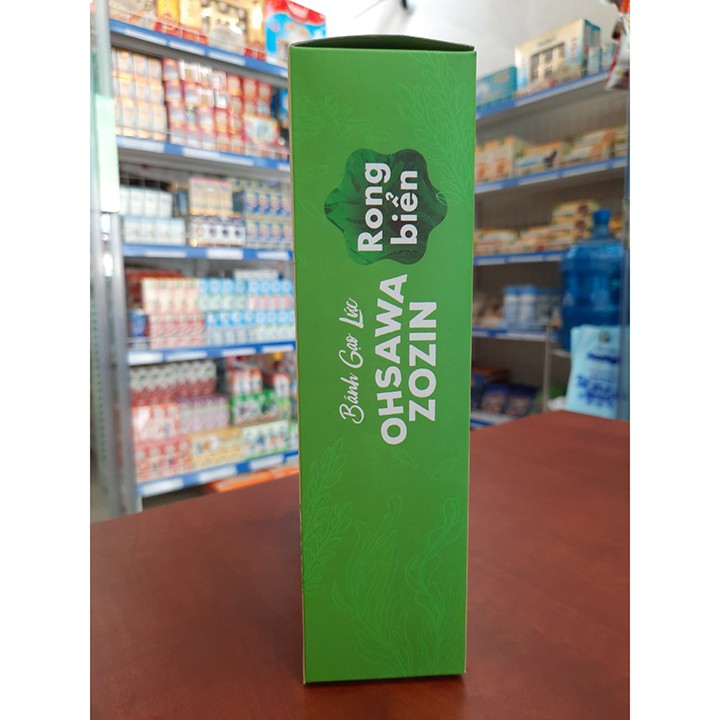 Bánh Gạo Lức
OHSAWA
ZOZIN
Rong
biển